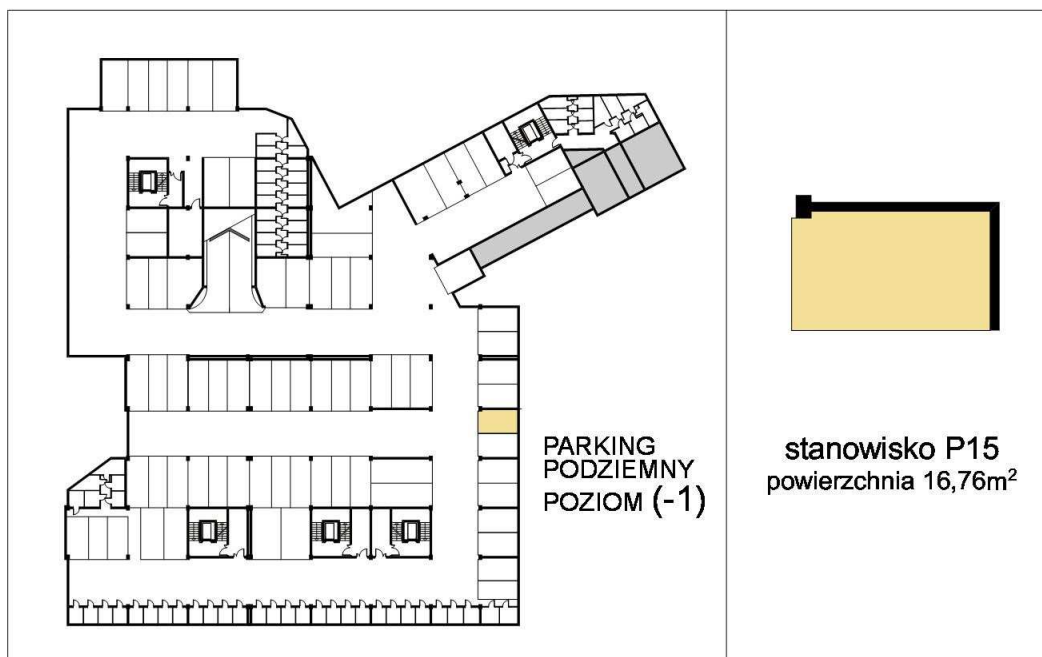 PARKING
PODZIEMNY
POZIOM (-1)
stanowisko P15
powierzchnia 16,76m²